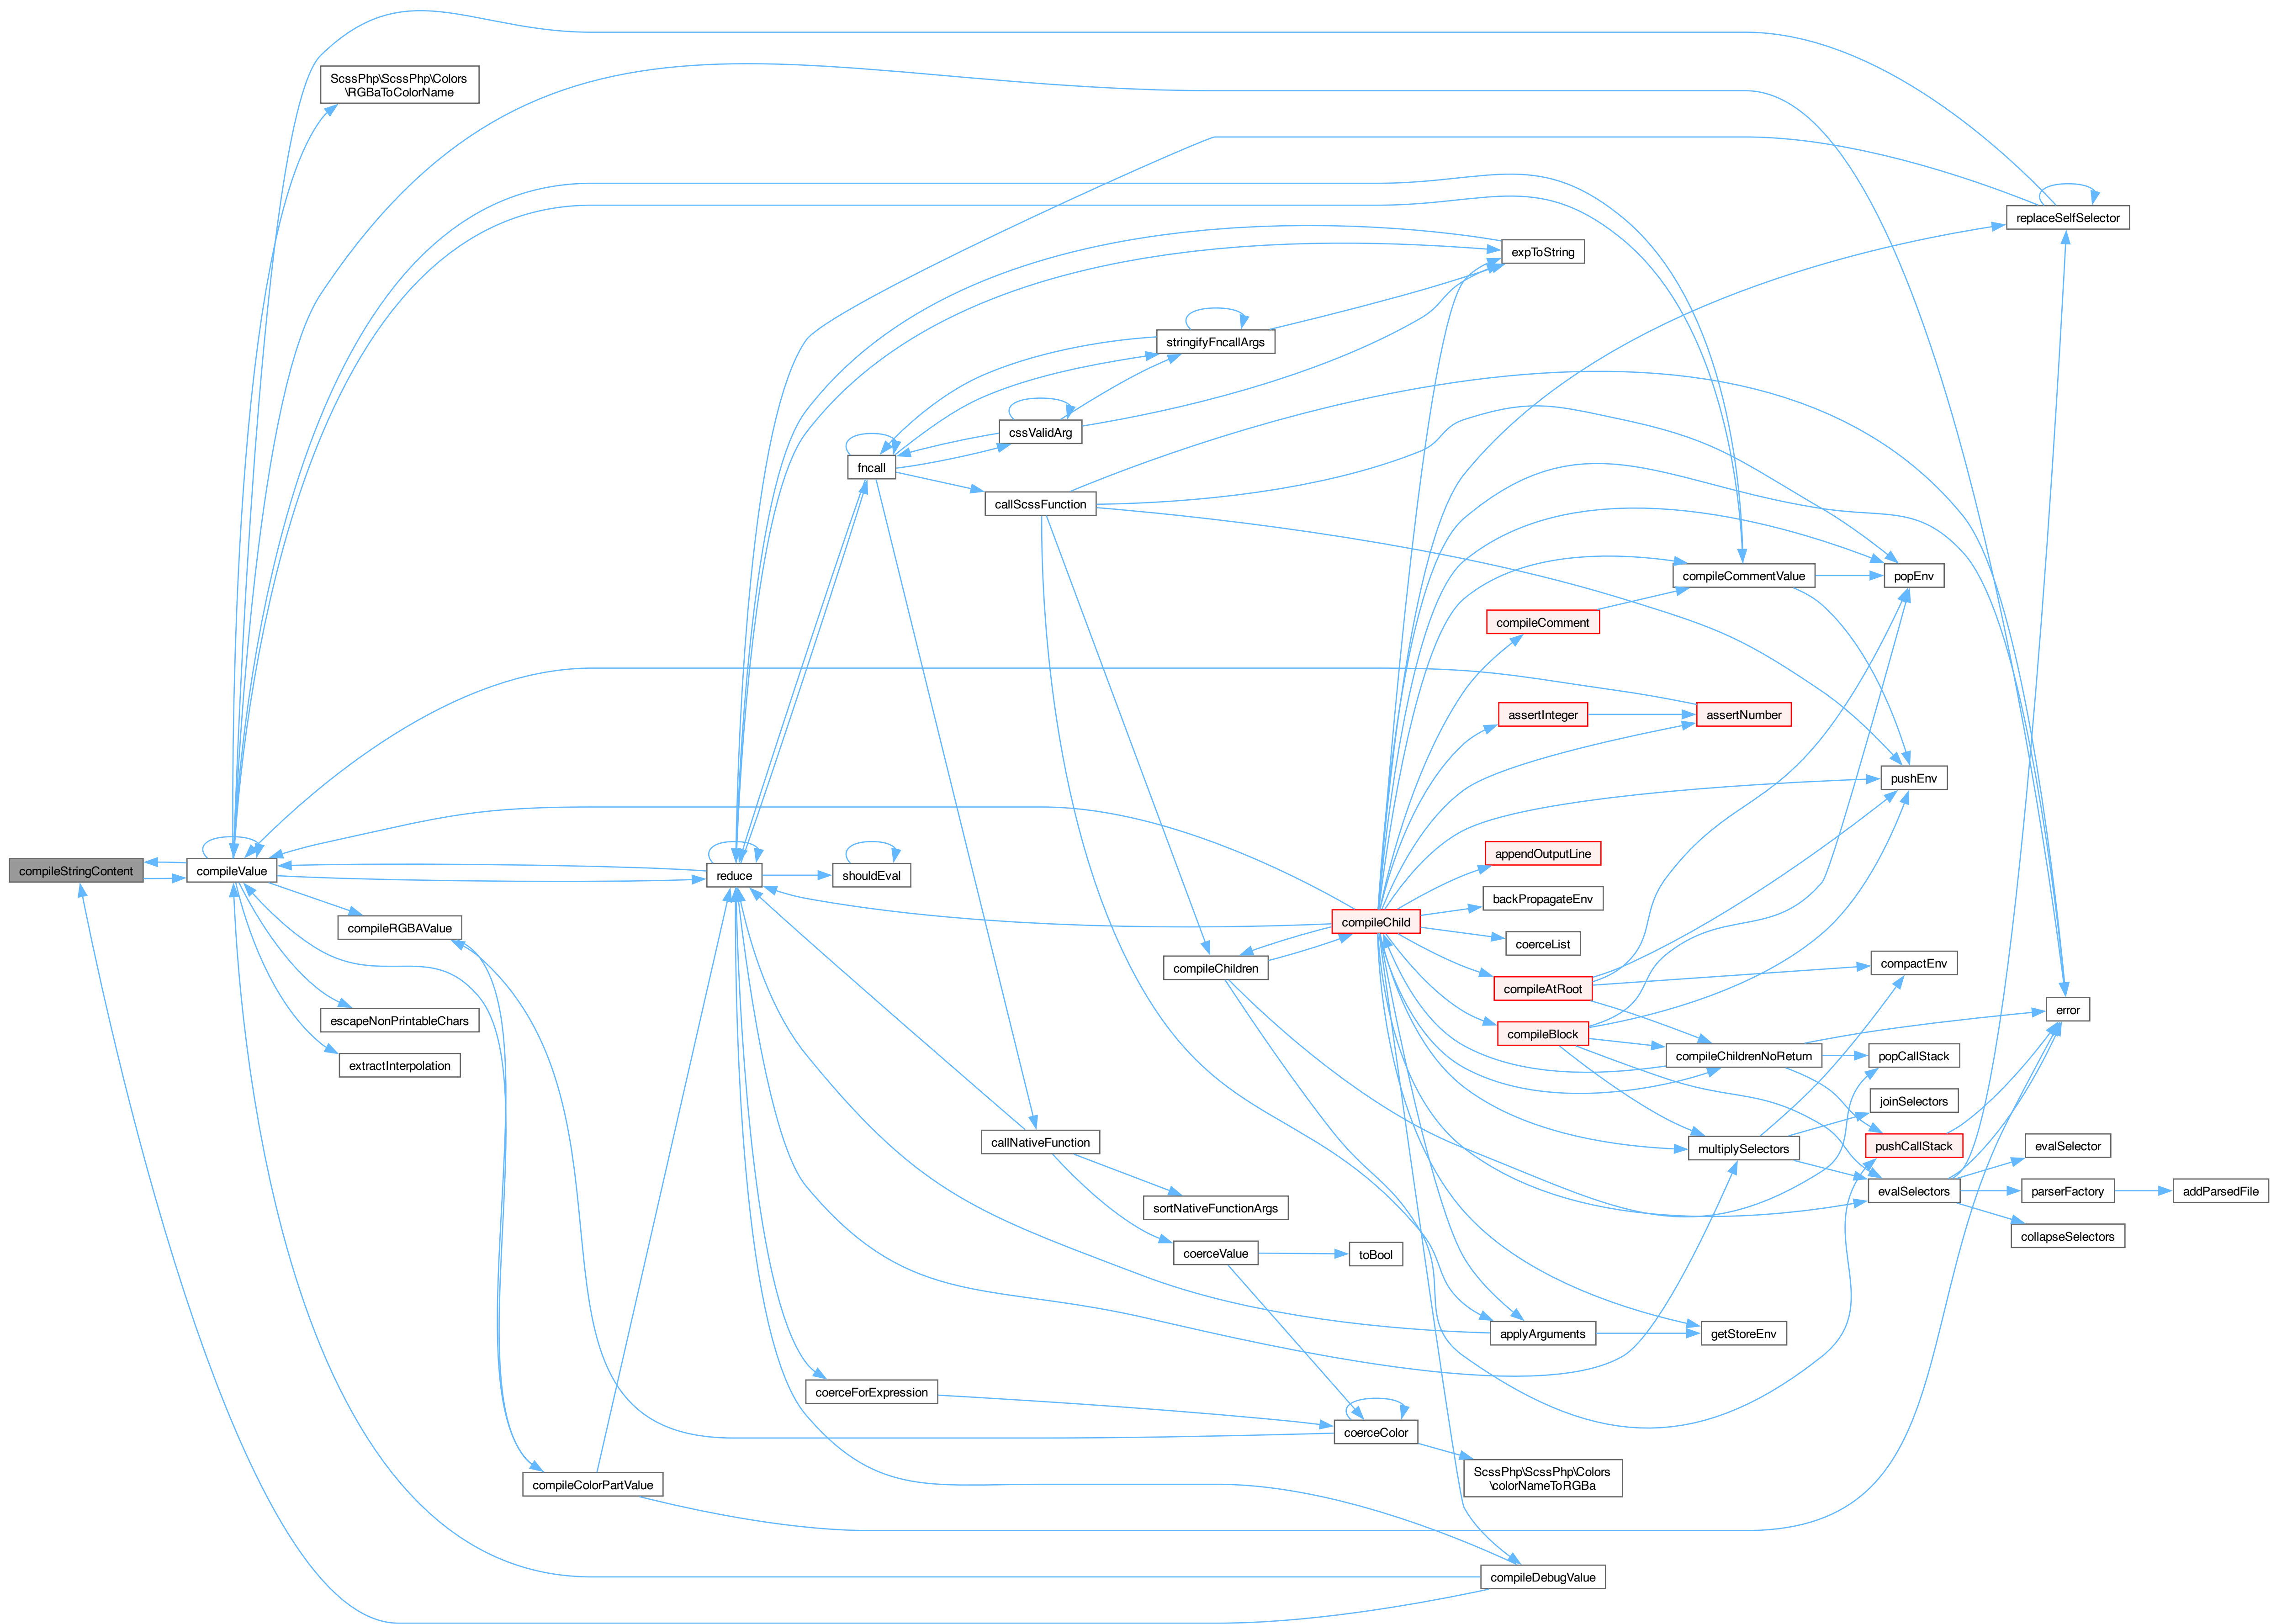 ScssPhp\ScssPhp\Colors
\RGBaToColorName
replaceSelfSelector
expToString
stringifyFncallArgs
cssValidArg
fncall
callScssFunction
compileCommentValue
popEnv
compileComment
assertInteger
assertNumber
pushEnv
appendOutputLine
compileStringContent
compileValue
reduce
shouldEval
backPropagateEnv
compileChild
compileRGBAValue
coerceList
compileChildren
compactEnv
compileAtRoot
error
escapeNonPrintableChars
compileBlock
compileChildrenNoReturn
popCallStack
extractInterpolation
joinSelectors
callNativeFunction
multiplySelectors
pushCallStack
evalSelector
evalSelectors
parserFactory
addParsedFile
sortNativeFunctionArgs
collapseSelectors
coerceValue
toBool
applyArguments
getStoreEnv
coerceForExpression
coerceColor
ScssPhp\ScssPhp\Colors
\colorNameToRGBa
compileColorPartValue
compileDebugValue